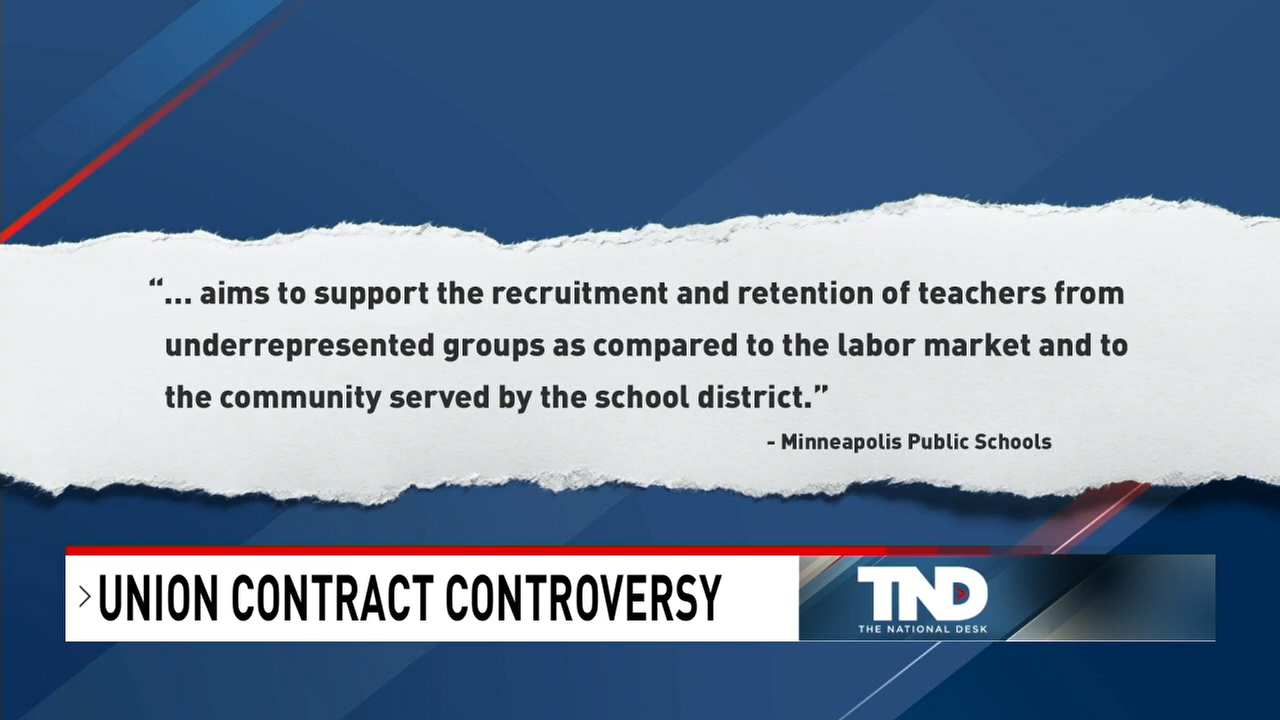 “... aims to support the recruitment and retention of teachers from
underrepresented groups as compared to the labor market and to
the community served by the school district.”
- Minneapolis Public Schools
UNION CONTRACT CONTROVERSY
TND
THE NATIONAL DESK